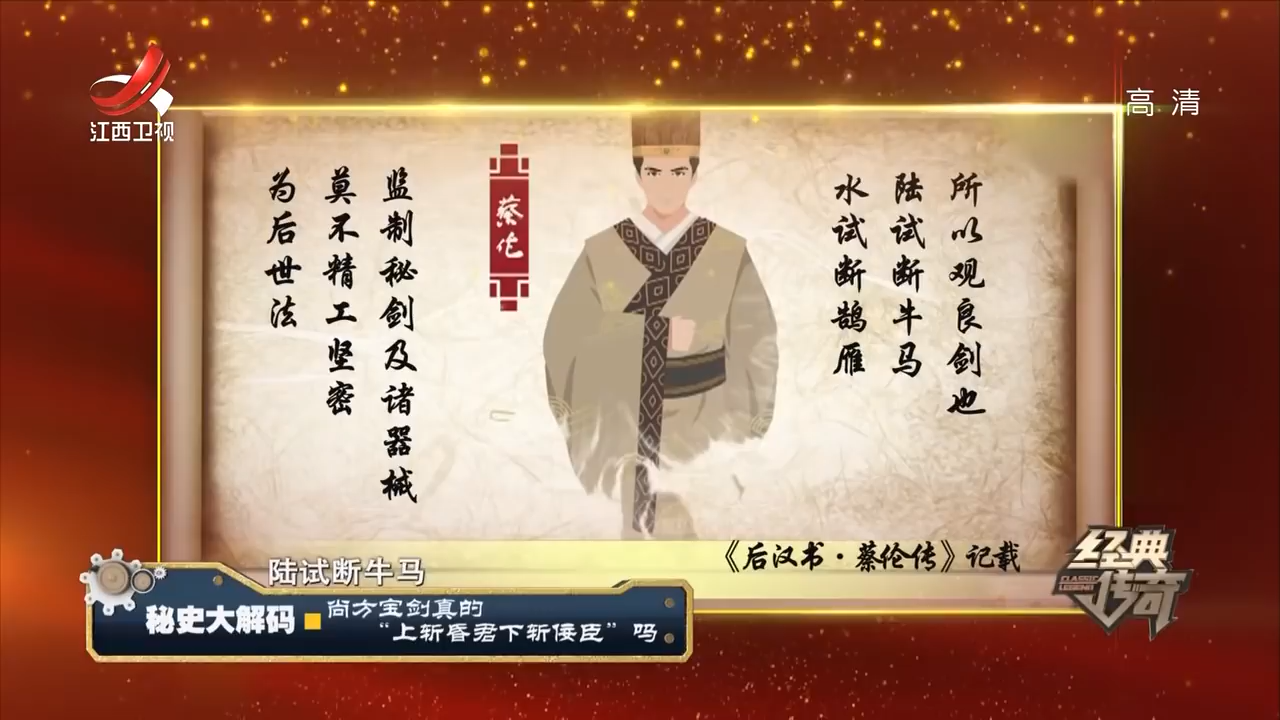 江西卫视
高清
所以观良剑也
陆试断牛马
水试断鹄雁
蔡伦
监制秘剑及诸器械
莫不精工坚密
为后世法
《后汉书·蔡伦传》记载
陆试断牛马
秘史大解码
尚方宝剑真的
“上斩昏君下斩佞臣”吗
经典传奇
CLASSIC LEGEND